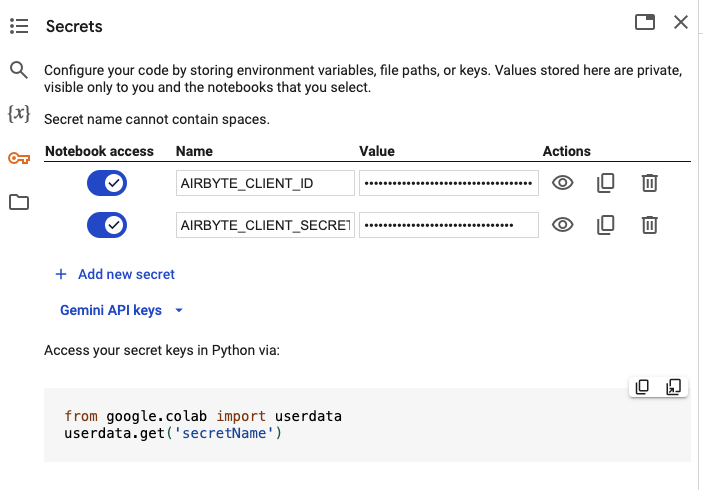 Secrets
Configure your code by storing environment variables, file paths, or keys. Values stored here are private,
visible only to you and the notebooks that you select.
Secret name cannot contain spaces.
Notebook access Name Value Actions
AIRBYTE_CLIENT_ID ••••••••••••••••••••••••••••••••••••
AIRBYTE_CLIENT_SECRET ••••••••••••••••••••••••••••••••
+ Add new secret
Gemini API keys
Access your secret keys in Python via:
from google.colab import userdata
userdata.get('secretName')
{x}